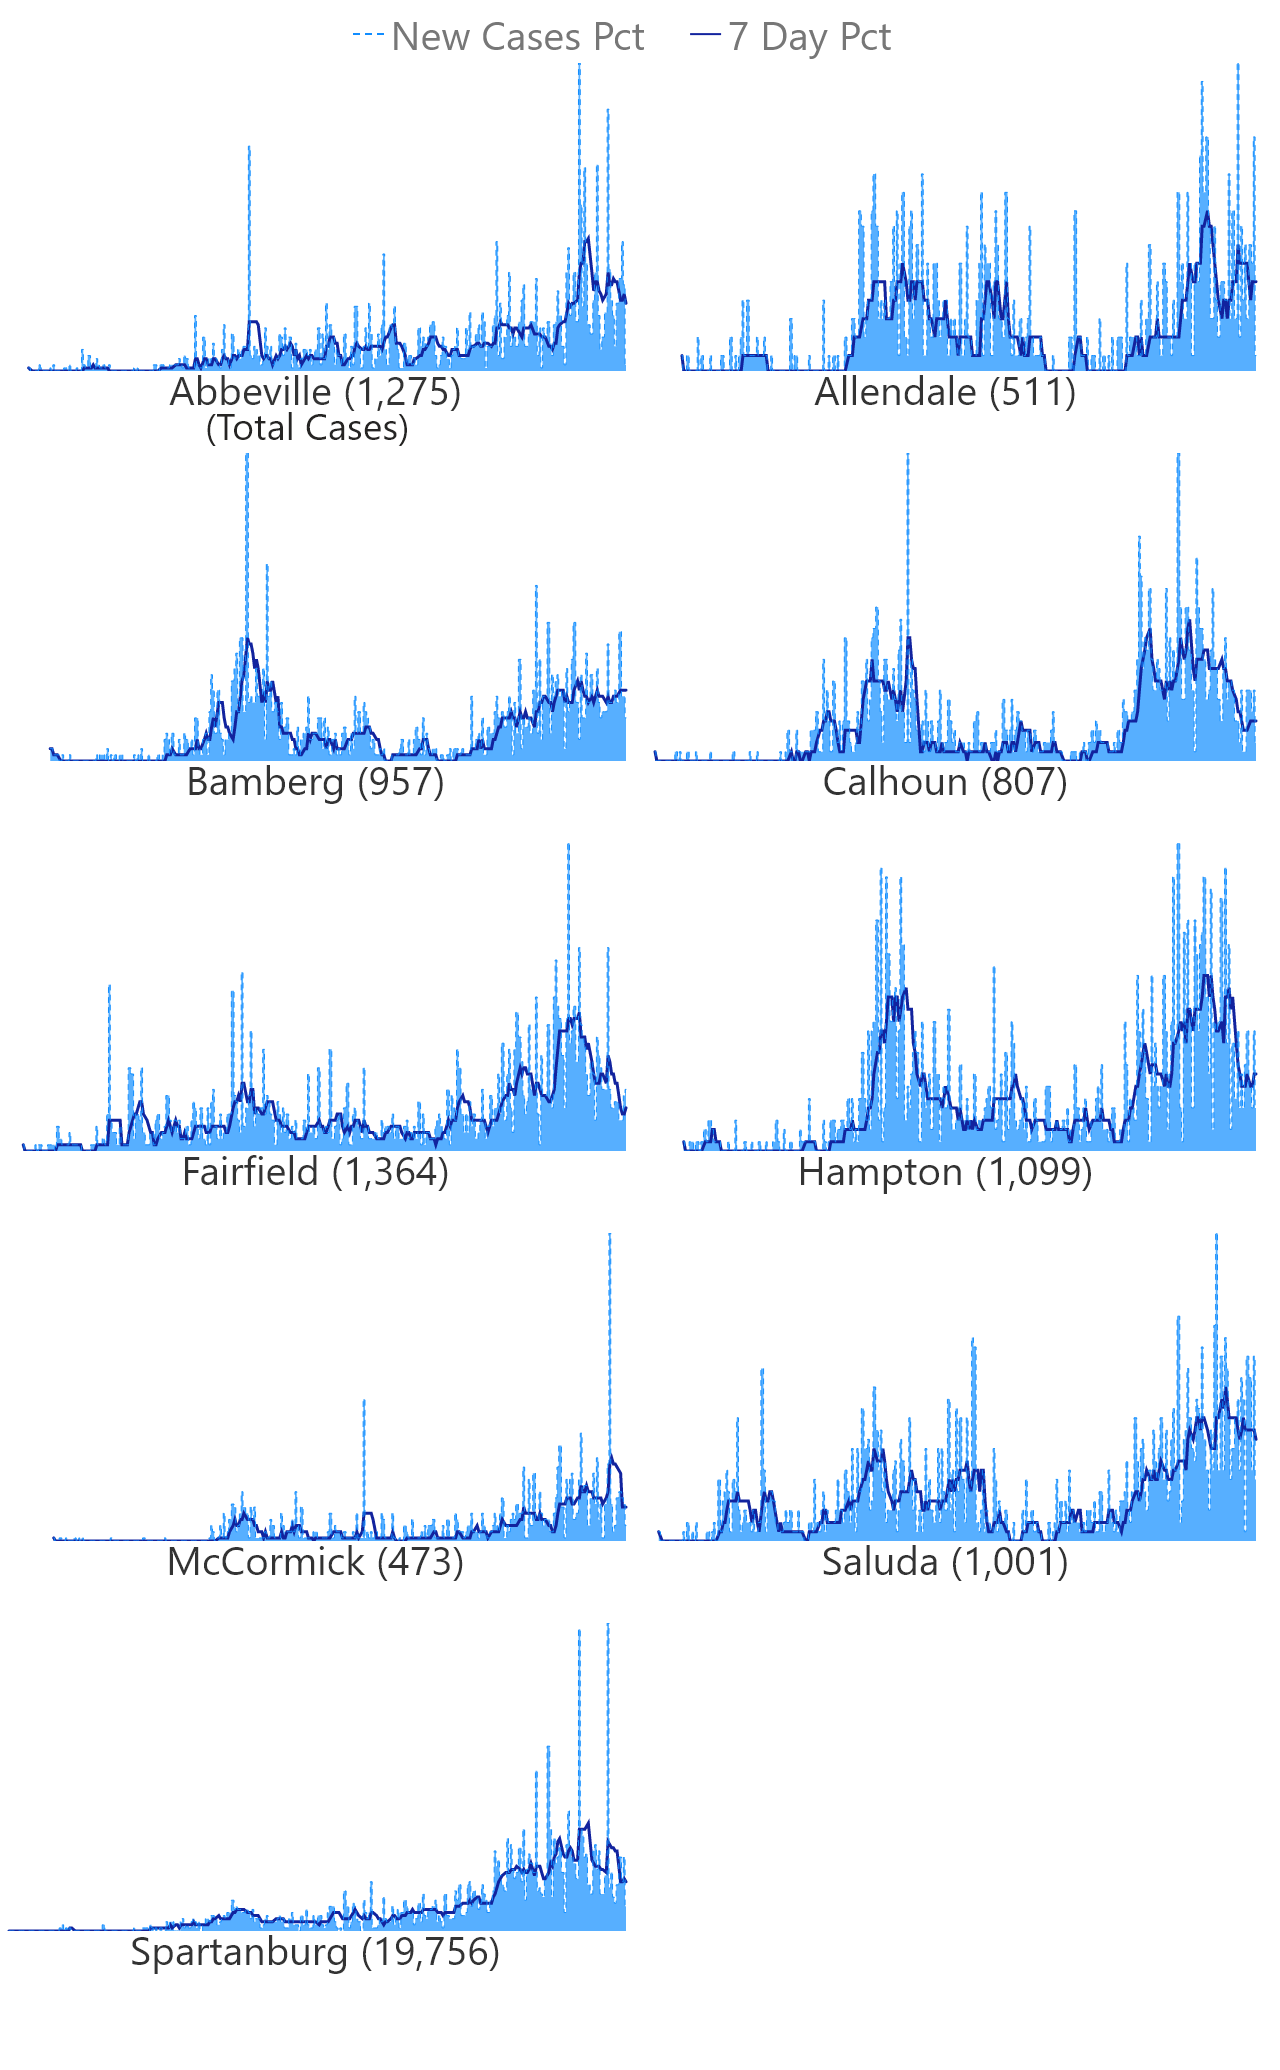 New Cases Pct 7 Day Pct
Abbeville (1,275) Allendale (511)
(Total Cases)
Bamberg (957) Calhoun (807)
Fairfield (1,364) Hampton (1,099)
McCormick (473) Saluda (1,001)
Spartanburg (19,756)